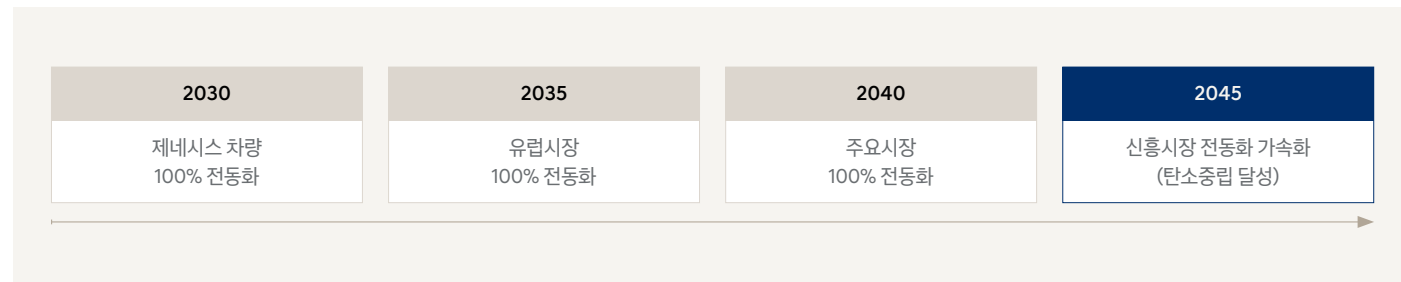 2030
제네시스 차량
100% 전동화
2035
유럽시장
100% 전동화
2040
주요시장
100% 전동화
2045
신흥시장 전동화 가속화
(탄소중립 달성)